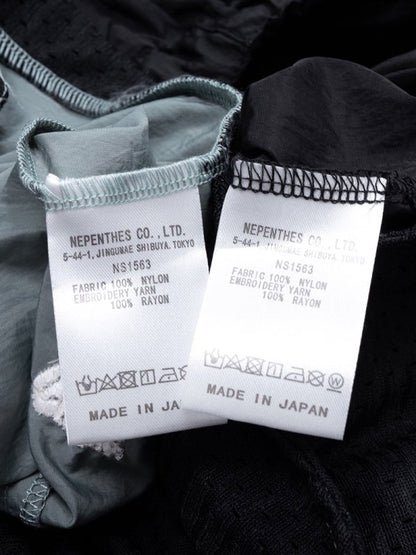 NEPENTHES CO.,LTD.
5-44-1, JINGUMAE SHIBUYA, TOKYO
NS1563
FABRIC 100% NYLON
EMBORIDERY YARN
100% RAYON
MADE IN JAPAN
NEPENTHES CO.,LTD.
5-44-1, JINGUMAE SHIBUYA, TOKYO
NS1563
FABRIC 100% NYLON
EMBORIDERY YARN
100% RAYON
MADE IN JAPAN